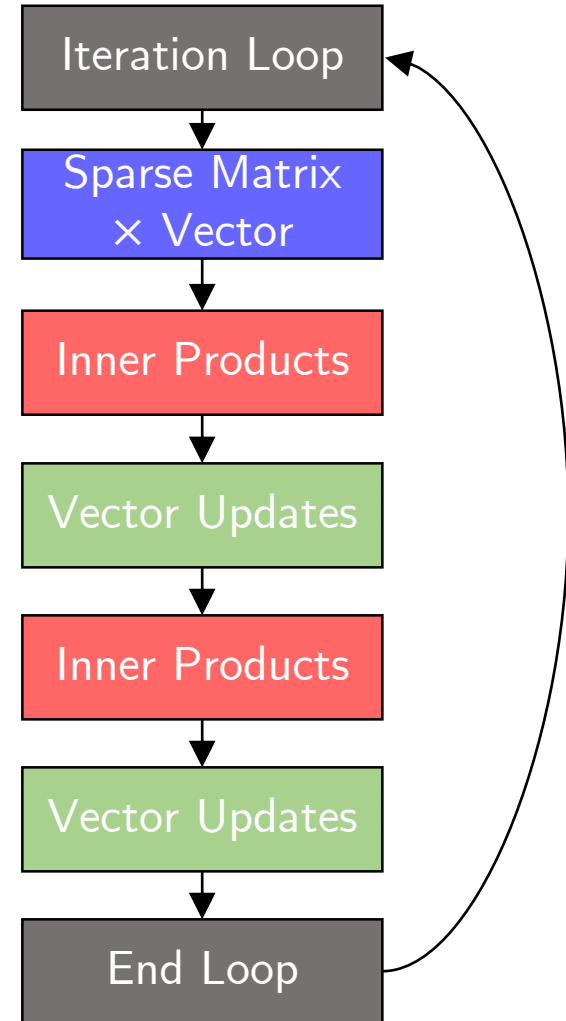 Iteration Loop
Sparse Matrix
× Vector
Inner Products
Vector Updates
Inner Products
Vector Updates
End Loop